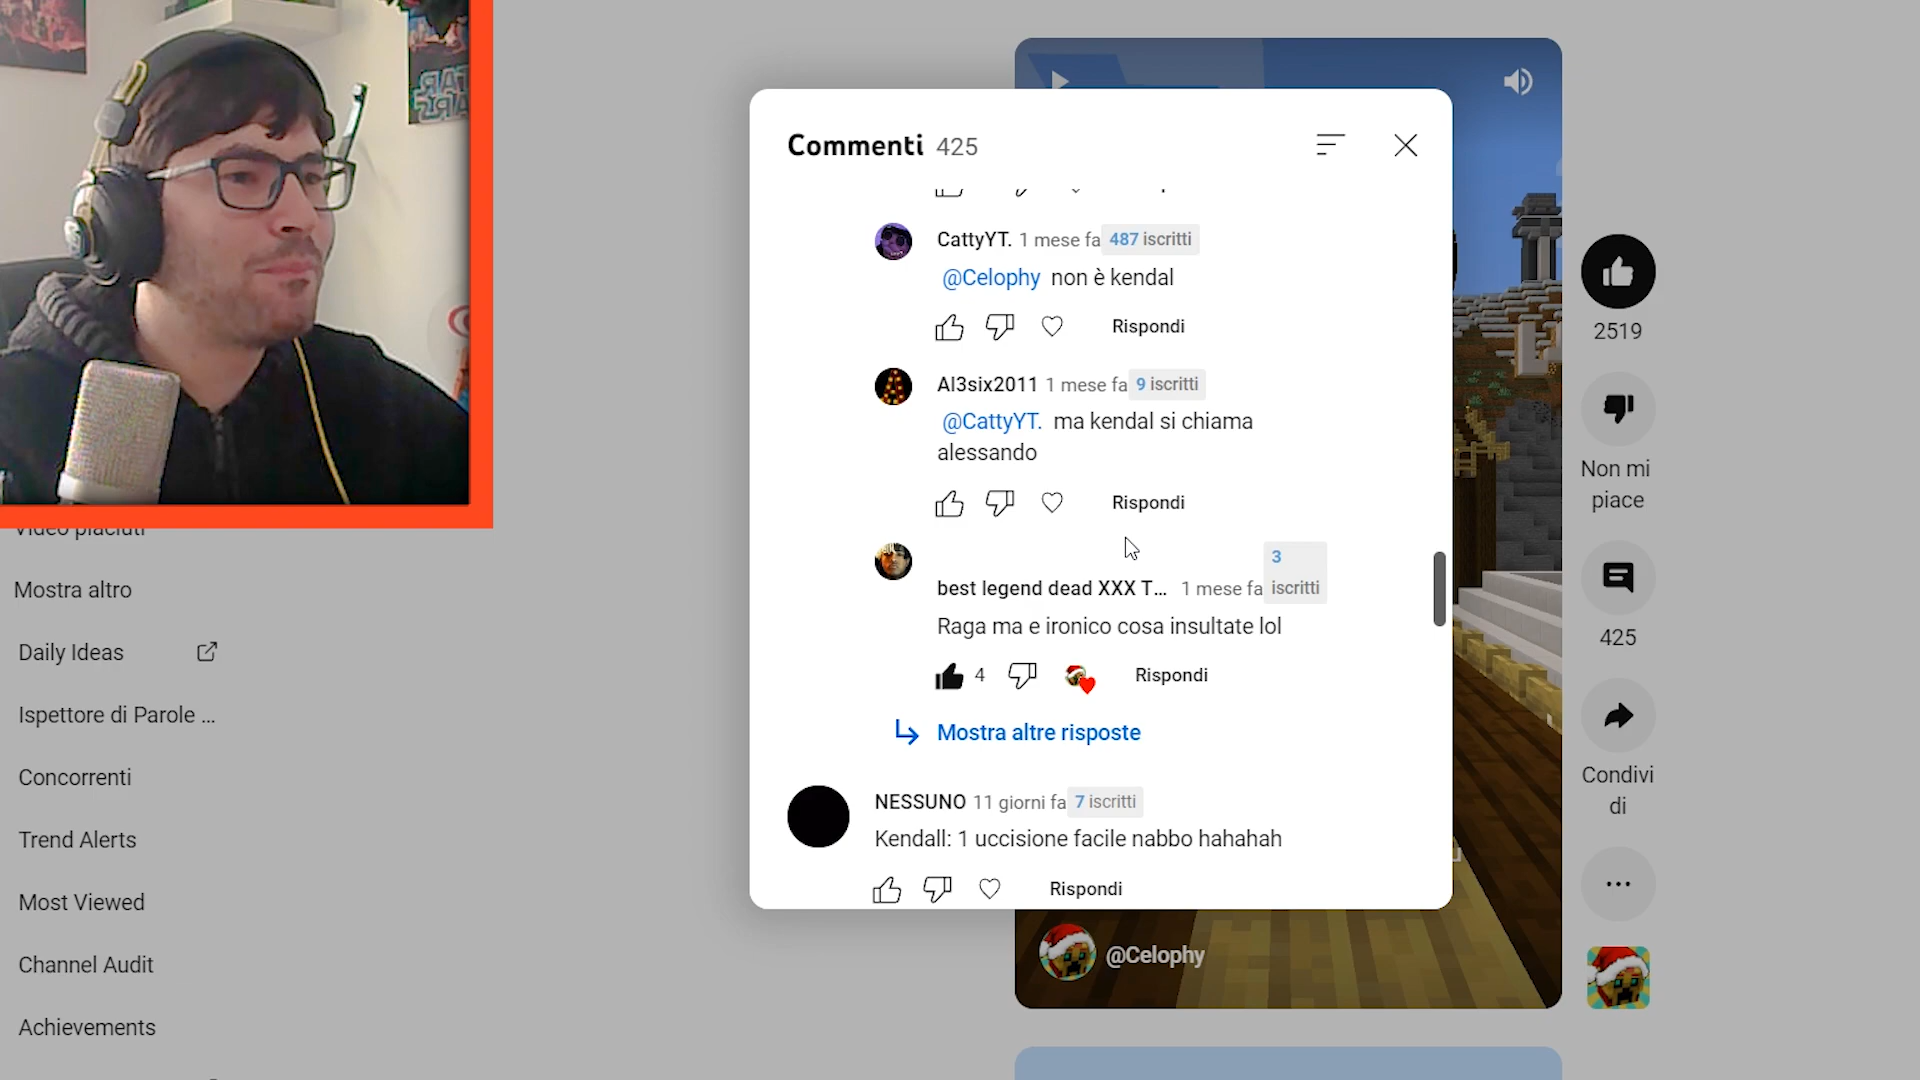 Commenti 425
CattyYT. 1 mese fa 487 iscritti
@Celophy non è kendal
Rispondi
Al3six2011 1 mese fa 9 iscritti
@CattyYT. ma kendal si chiama
alessando
Rispondi
3
best legend dead XXX T... 1 mese fa iscritti
Raga ma e ironico cosa insultate lol
4 Rispondi
Mostra altre risposte
NESSUNO 11 giorni fa 7 iscritti
Kendall: 1 uccisione facile nabbo hahahah
Rispondi
@Celophy
2519
Non mi
piace
425
Condivi
di
Video piaciuti
Mostra altro
Daily Ideas
Ispettore di Parole ...
Concorrenti
Trend Alerts
Most Viewed
Channel Audit
Achievements